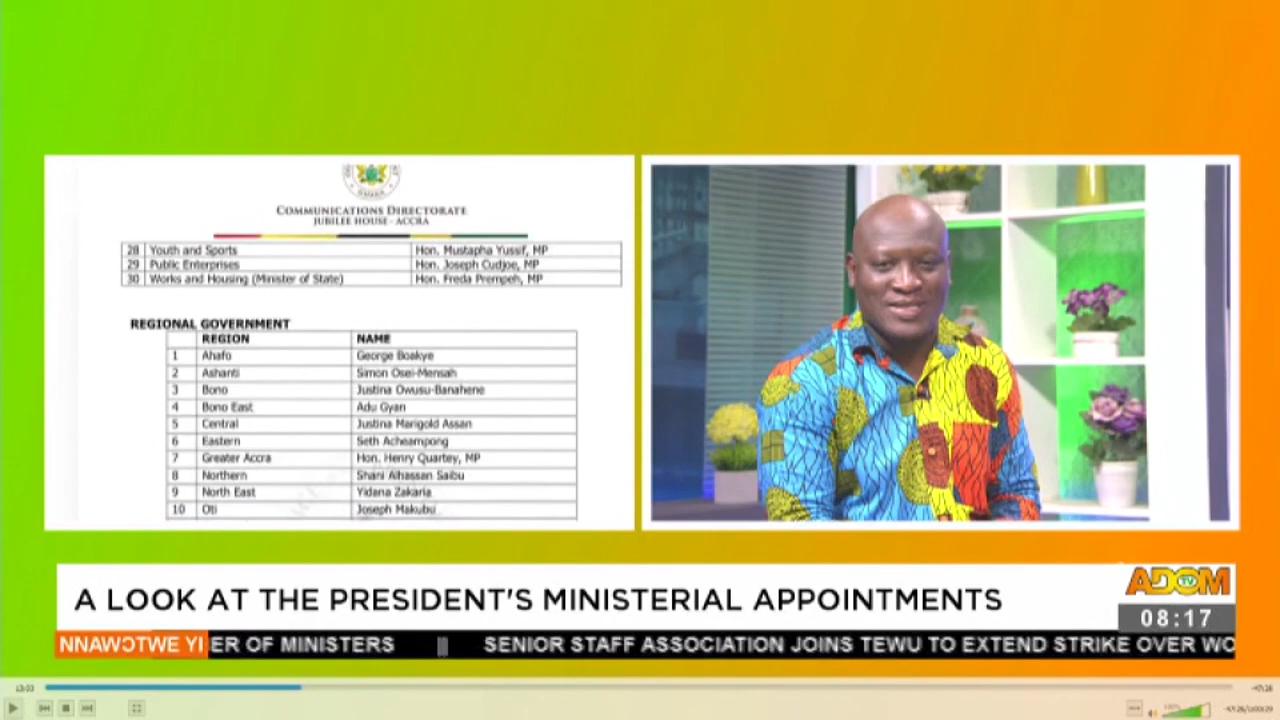 COMMUNICATIONS DIRECTORATE
JUBILEE HOUSE - ACCRA
28 Youth and Sports Hon. Mustapha Yussif, MP
29 Public Enterprises Hon. Joseph Cudjoe, MP
30 Works and Housing (Minister of State) Hon. Freda Prempeh, MP
REGIONAL GOVERNMENT
REGION NAME
1 Ahafo George Boakye
2 Ashanti Simon Osei-Mensah
3 Bono Justina Owusu-Banahene
4 Bono East Adu Gyan
5 Central Justina Marigold Assan
6 Eastern Seth Acheampong
7 Greater Accra Hon. Henry Quartey, MP
8 Northern Shani Alhassan Saibu
9 North East Yidana Zakaria
10 Oti Joseph Makubu
A LOOK AT THE PRESIDENT'S MINISTERIAL APPOINTMENTS
ADOM TV
08:17
NNAWƆTWE YI ER OF MINISTERS || SENIOR STAFF ASSOCIATION JOINS TEWU TO EXTEND STRIKE OVER WO